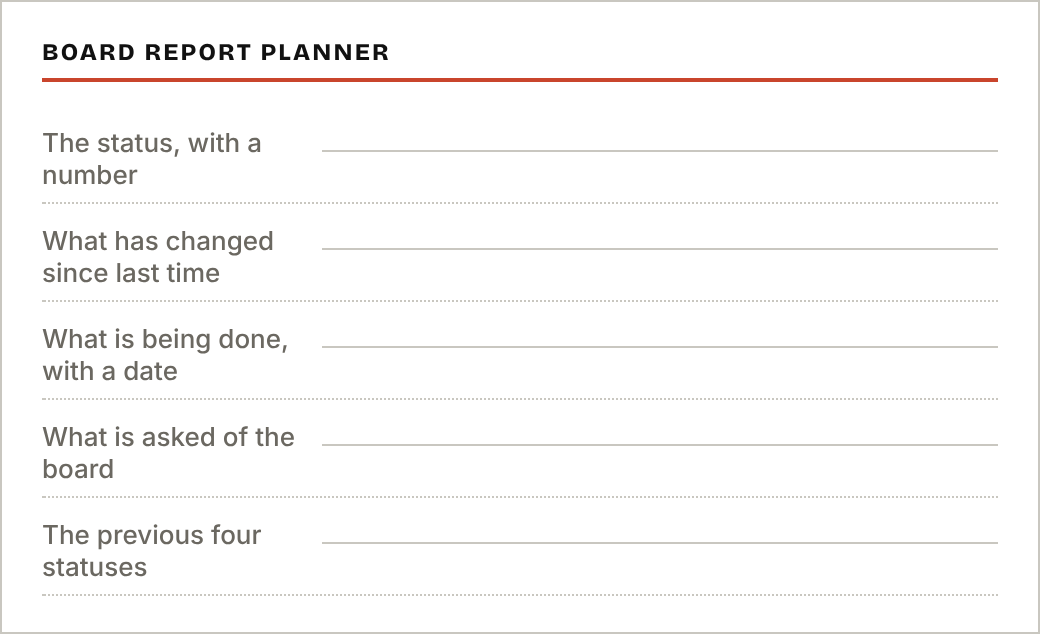 BOARD REPORT PLANNER
The status, with a
number
What has changed
since last time
What is being done,
with a date
What is asked of the
board
The previous four
statuses